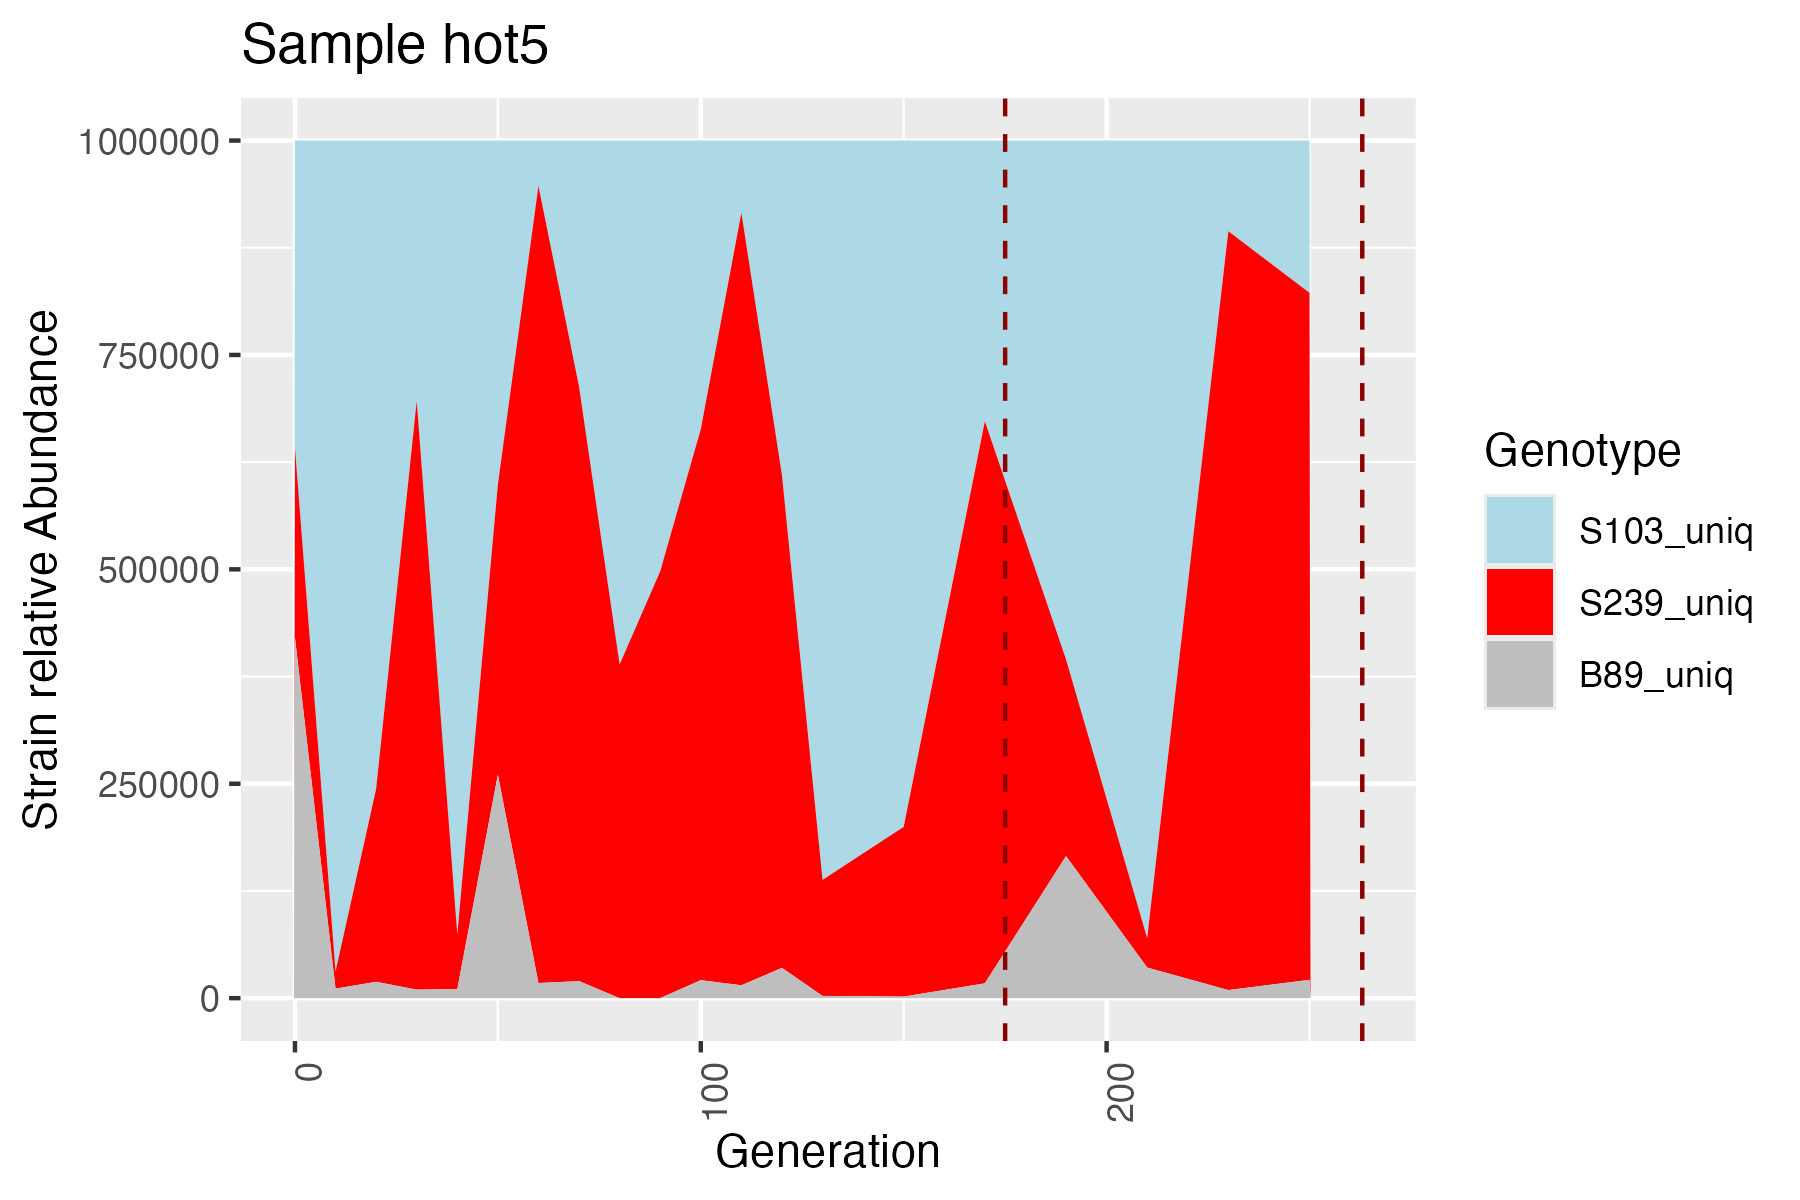 Sample hot5
1000000
750000
500000
250000
0
Strain relative Abundance
0
100
200
Generation
Genotype
S103_uniq
S239_uniq
B89_uniq